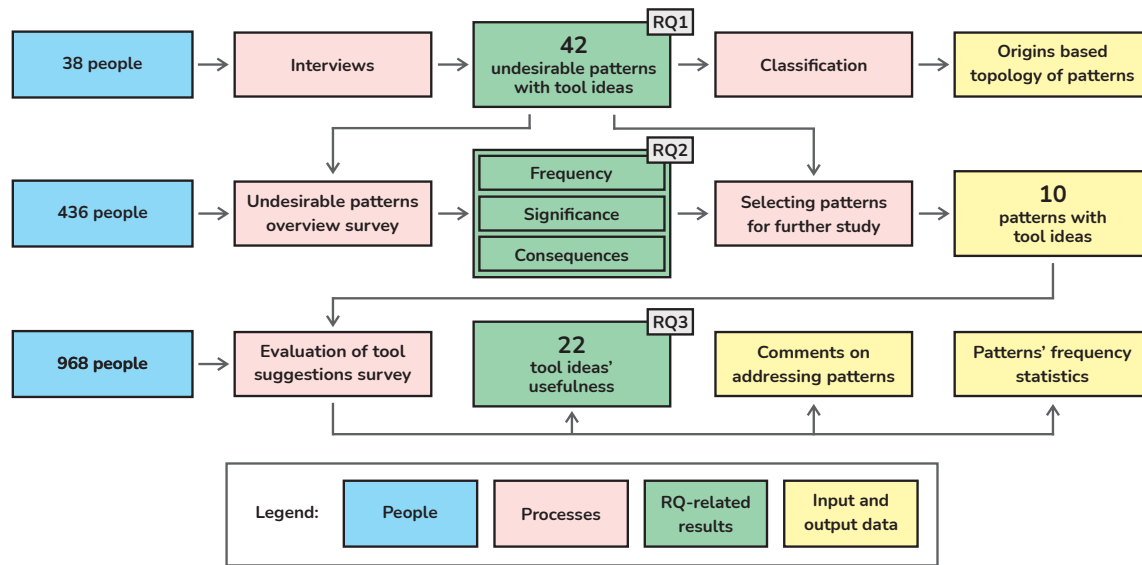 RQ1
38 people
Interviews
42
undesirable patterns
with tool ideas
Classification
Origins based
topology of patterns
RQ2
436 people
Undesirable patterns
overview survey
Frequency
Significance
Consequences
Selecting patterns
for further study
10
patterns with
tool ideas
RQ3
968 people
Evaluation of tool
suggestions survey
22
tool ideas’
usefulness
Comments on
addressing patterns
Patterns’ frequency
statistics
Legend:
People
Processes
RQ-related
results
Input and
output data